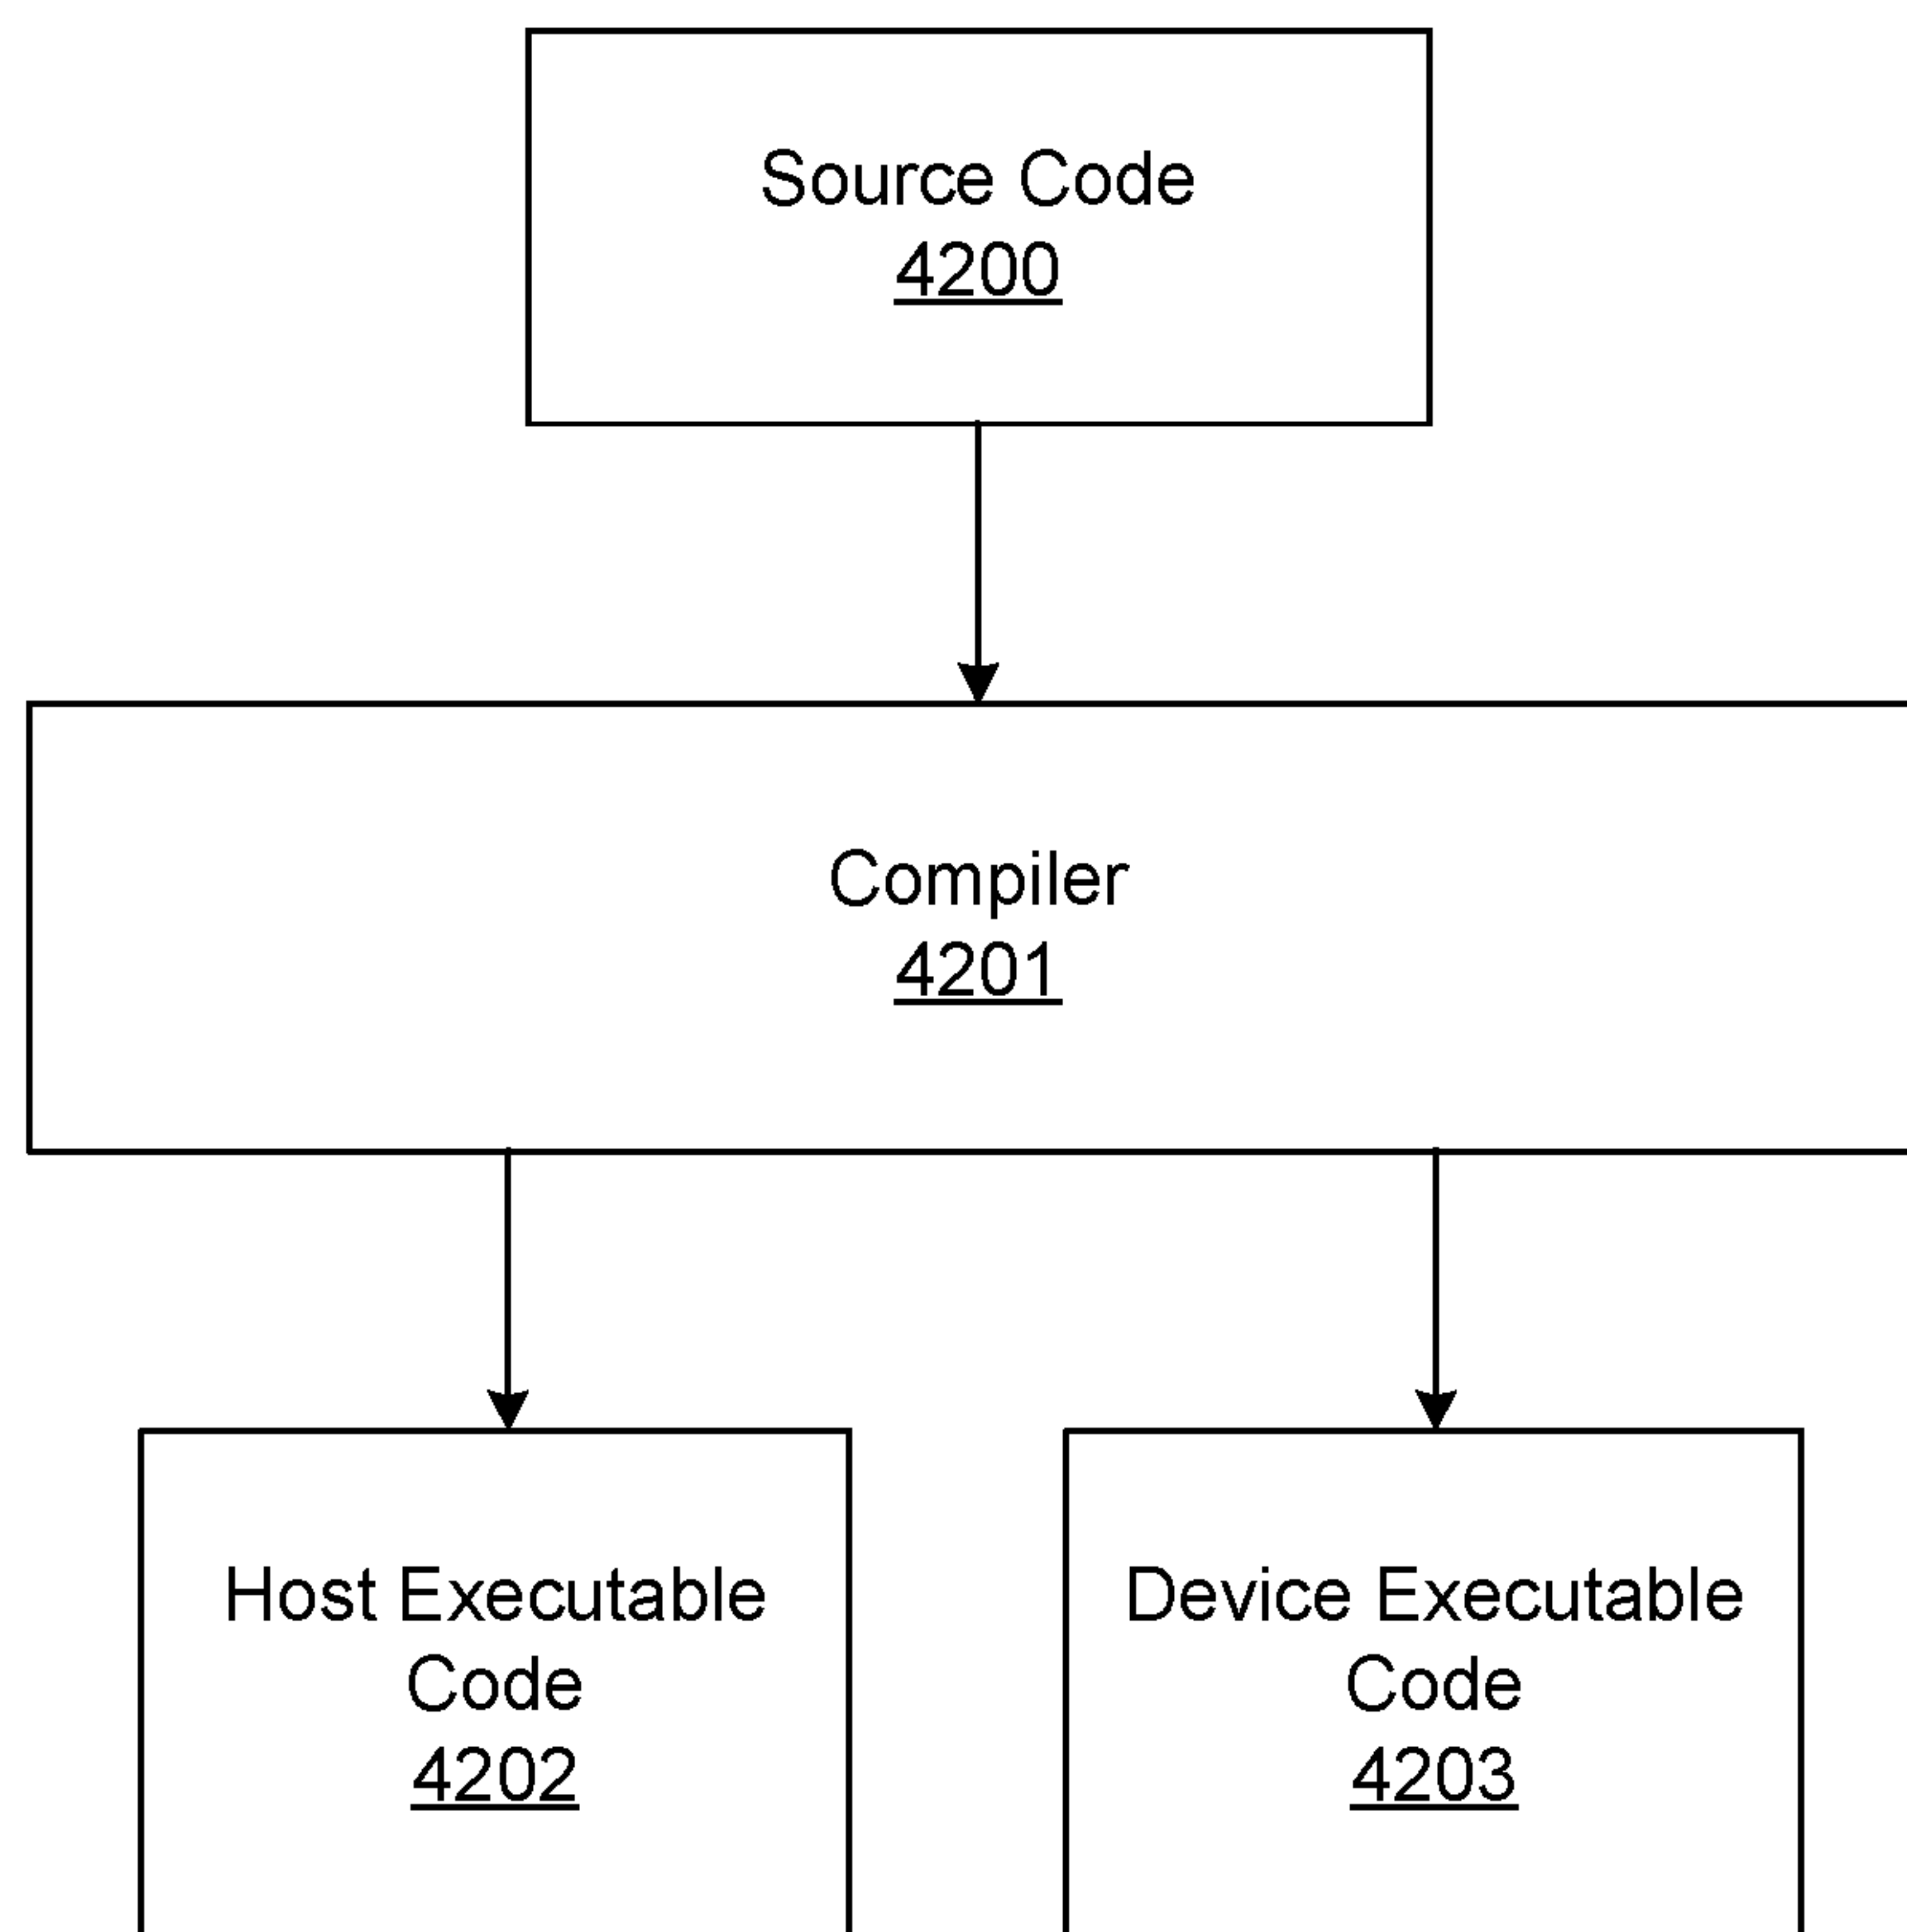 Source Code
4200
Compiler
4201
Host Executable
Code
4202
Device Executable
Code
4203